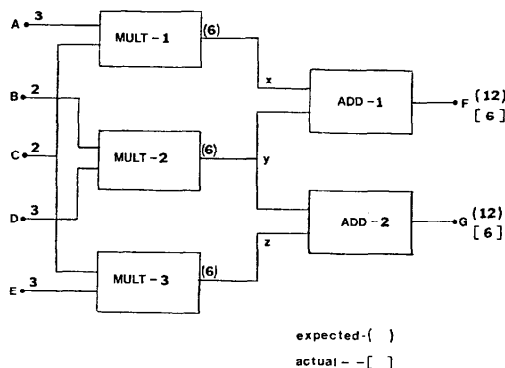 A 3
MULT-1
(6)
x
B 2
ADD-1
F (12)
[6]
C 2
MULT-2
(6)
y
D 3
ADD-2
G (12)
[6]
z
E 3
MULT-3
(6)
expected-( )
actual--[ ]